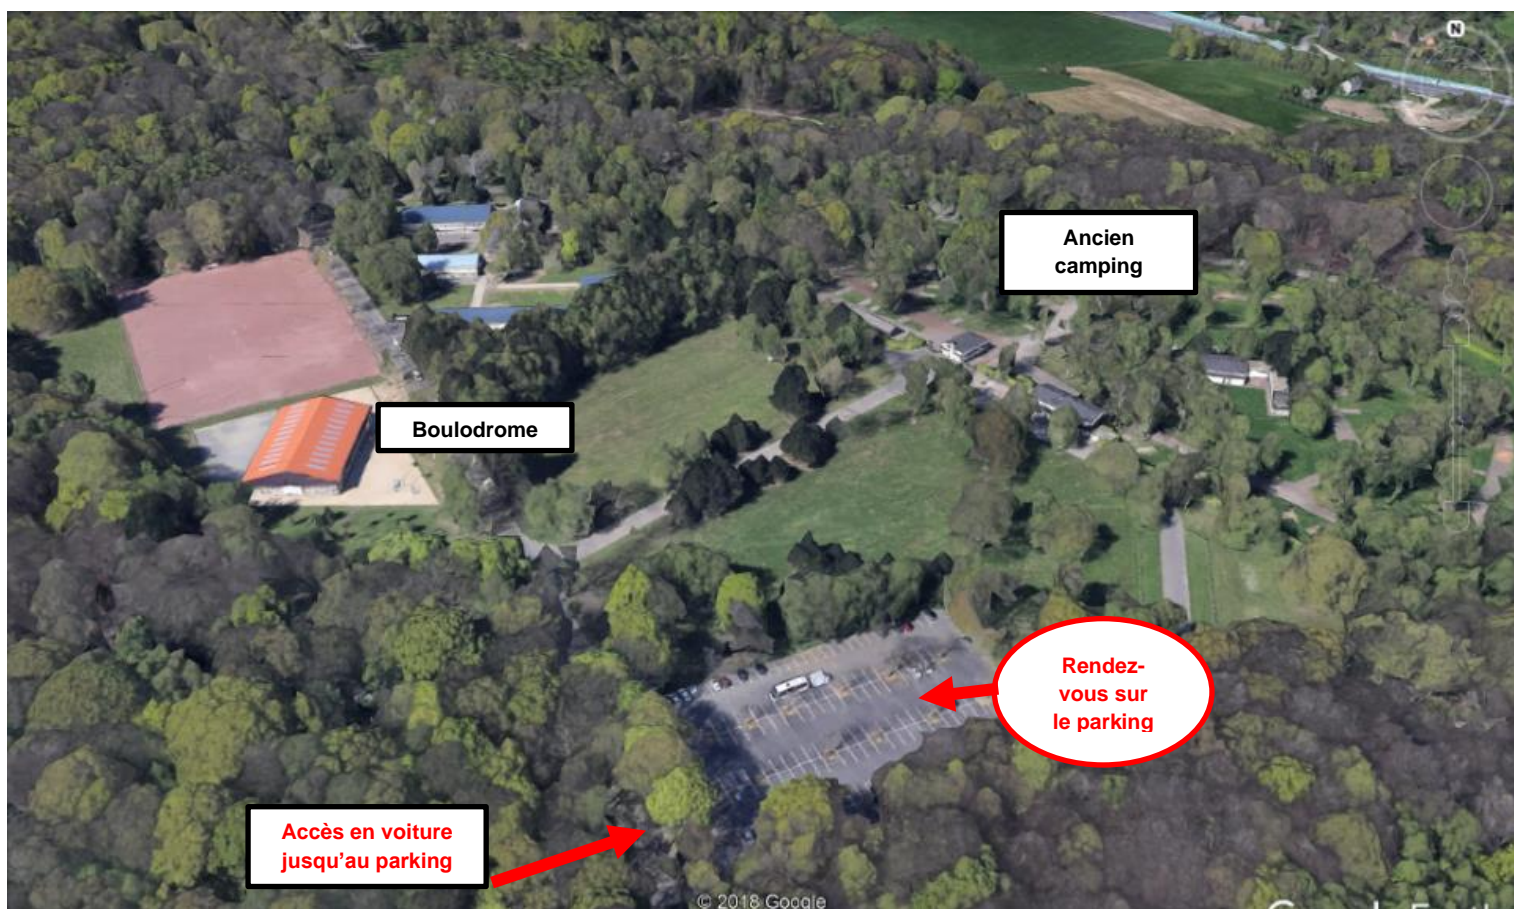 N
Ancien
camping
Boulodrome
Rendez-
vous sur
le parking
Accès en voiture
jusqu'au parking
© 2018 Google